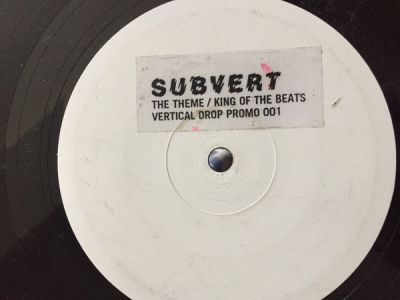 SUBVERT
THE THEME / KING OF THE BEATS
VERTICAL DROP PROMO 001